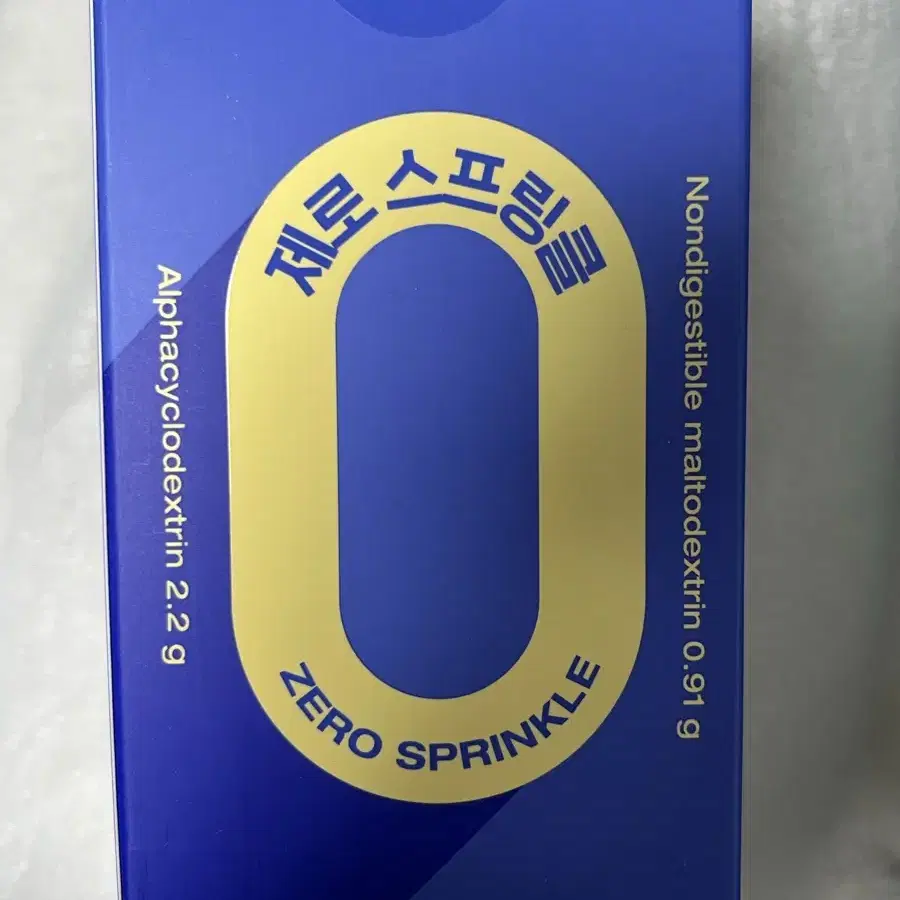 제로 스프링클
Nondigestible maltodextrin 0.91 g
Alphacyclodextrin 2.2 g
ZERO SPRINKLE